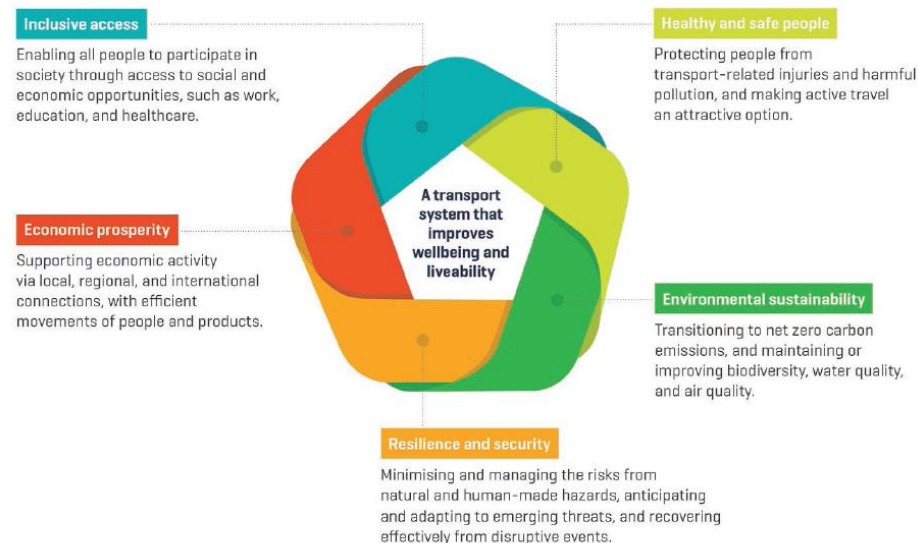 Inclusive access
Enabling all people to participate in
society through access to social and
economic opportunities, such as work,
education, and healthcare.
Healthy and safe people
Protecting people from
transport-related injuries and harmful
pollution, and making active travel
an attractive option.
A transport
system that
improves
wellbeing and
liveability
Economic prosperity
Supporting economic activity
via local, regional, and international
connections, with efficient
movements of people and products.
Environmental sustainability
Transitioning to net zero carbon
emissions, and maintaining or
improving biodiversity, water quality,
and air quality.
Resilience and security
Minimising and managing the risks from
natural and human-made hazards, anticipating
and adapting to emerging threats, and recovering
effectively from disruptive events.